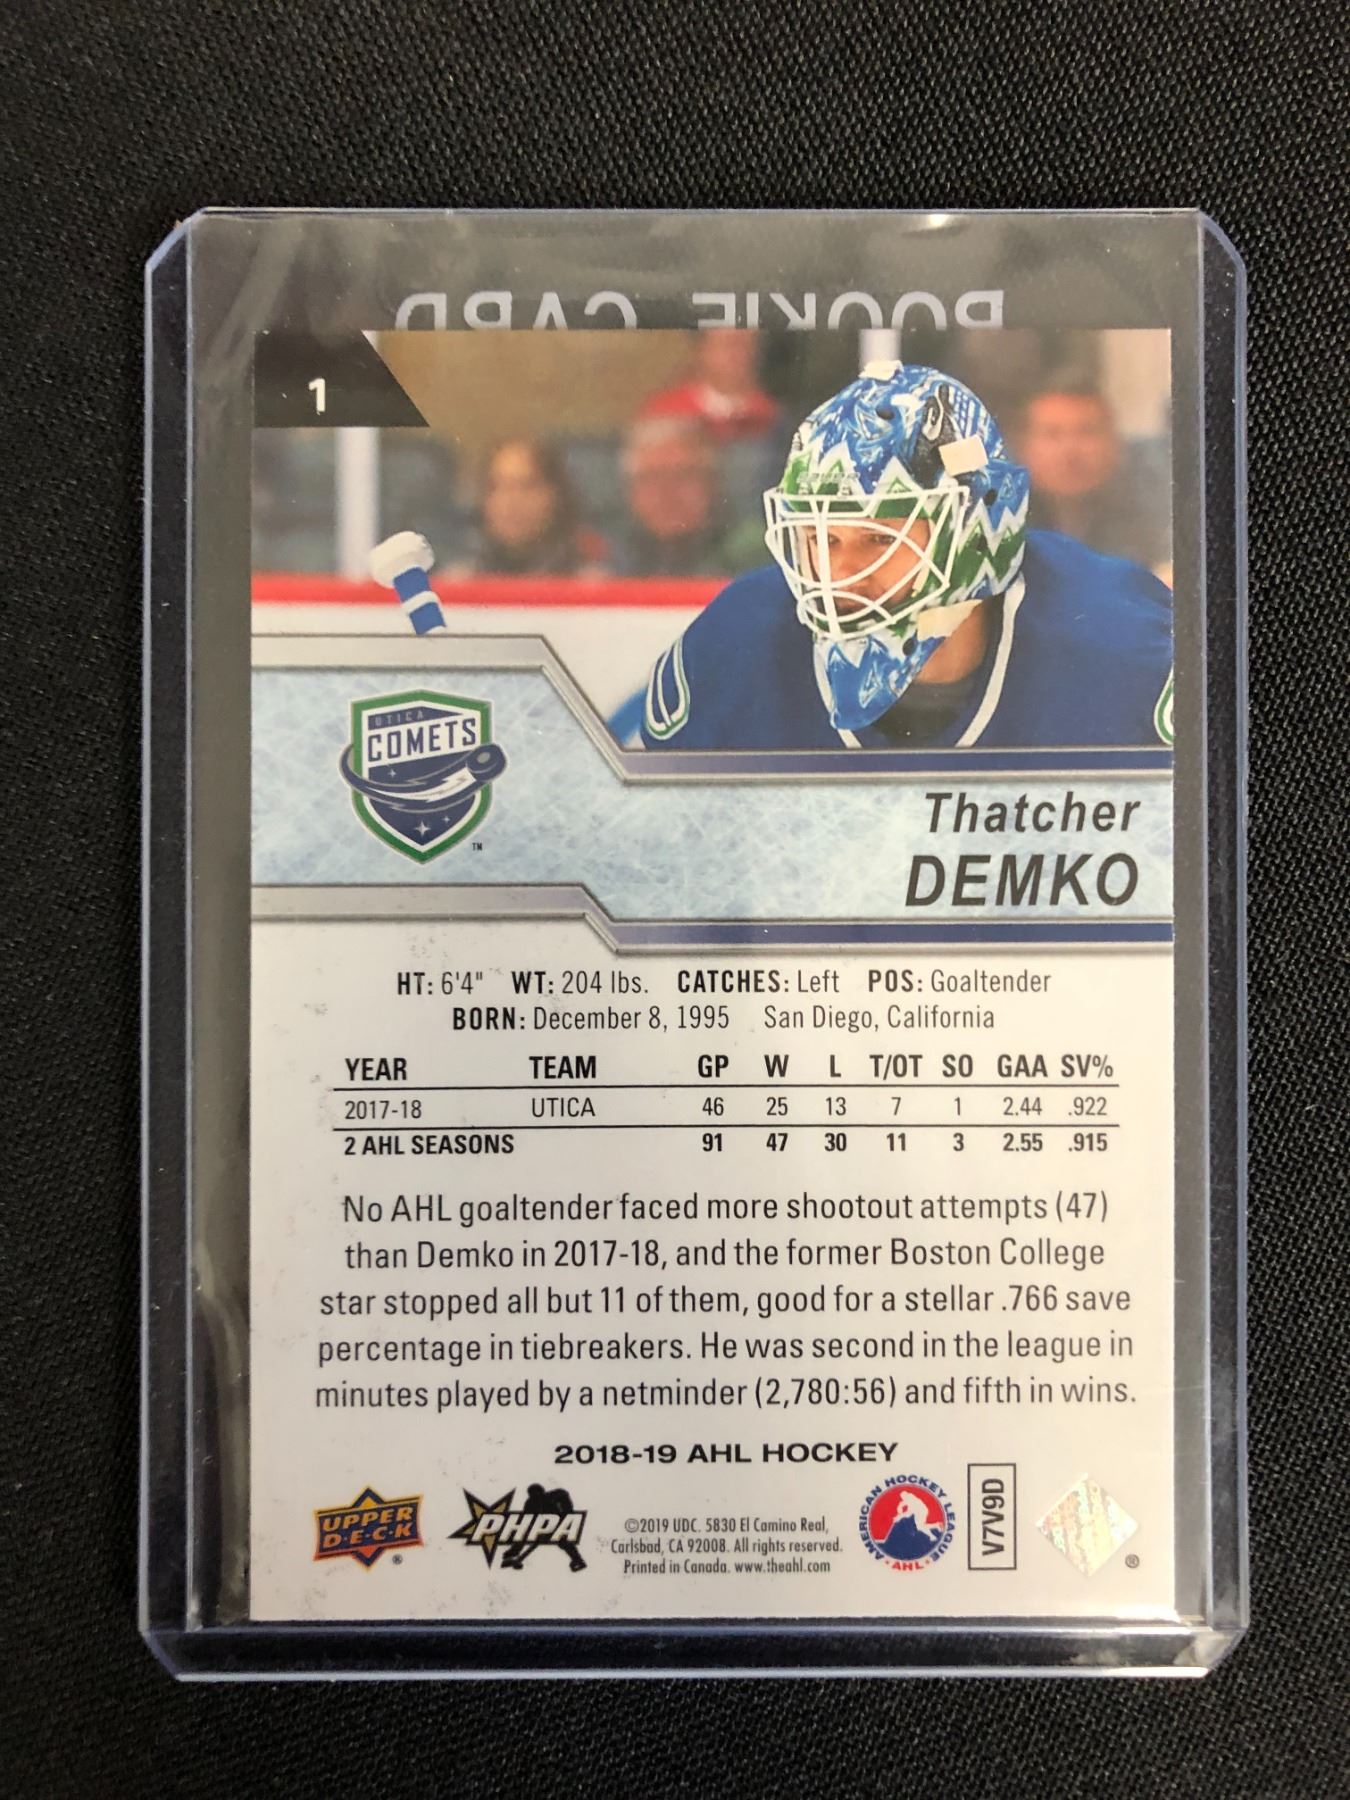 ROOKIE CARD
1
UTICA
COMETS
TM
Thatcher
DEMKO
HT: 6'4" WT: 204 lbs. CATCHES: Left POS: Goaltender
BORN: December 8, 1995 San Diego, California
YEAR TEAM GP W L T/OT SO GAA SV%
2017-18 UTICA 46 25 13 7 1 2.44 .922
2 AHL SEASONS 91 47 30 11 3 2.55 .915
No AHL goaltender faced more shootout attempts (47)
than Demko in 2017-18, and the former Boston College
star stopped all but 11 of them, good for a stellar .766 save
percentage in tiebreakers. He was second in the league in
minutes played by a netminder (2,780:56) and fifth in wins.
2018-19 AHL HOCKEY
UPPER
D·E·C·K
®
PHPA
©2019 UDC. 5830 El Camino Real,
Carlsbad, CA 92008. All rights reserved.
Printed in Canada. www.theahl.com
AMERICAN HOCKEY LEAGUE
·AHL·
V7V9D
®